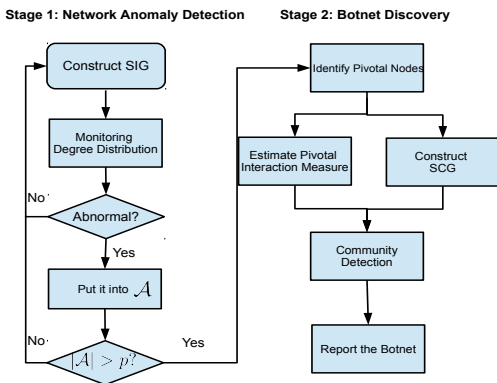 Stage 1: Network Anomaly Detection
Stage 2: Botnet Discovery
Construct SIG
Monitoring
Degree Distribution
No
Abnormal?
Yes
Put it into 𝒜
No
|𝒜| > p?
Yes
Identify Pivotal Nodes
Estimate Pivotal
Interaction Measure
Construct
SCG
Community
Detection
Report the Botnet